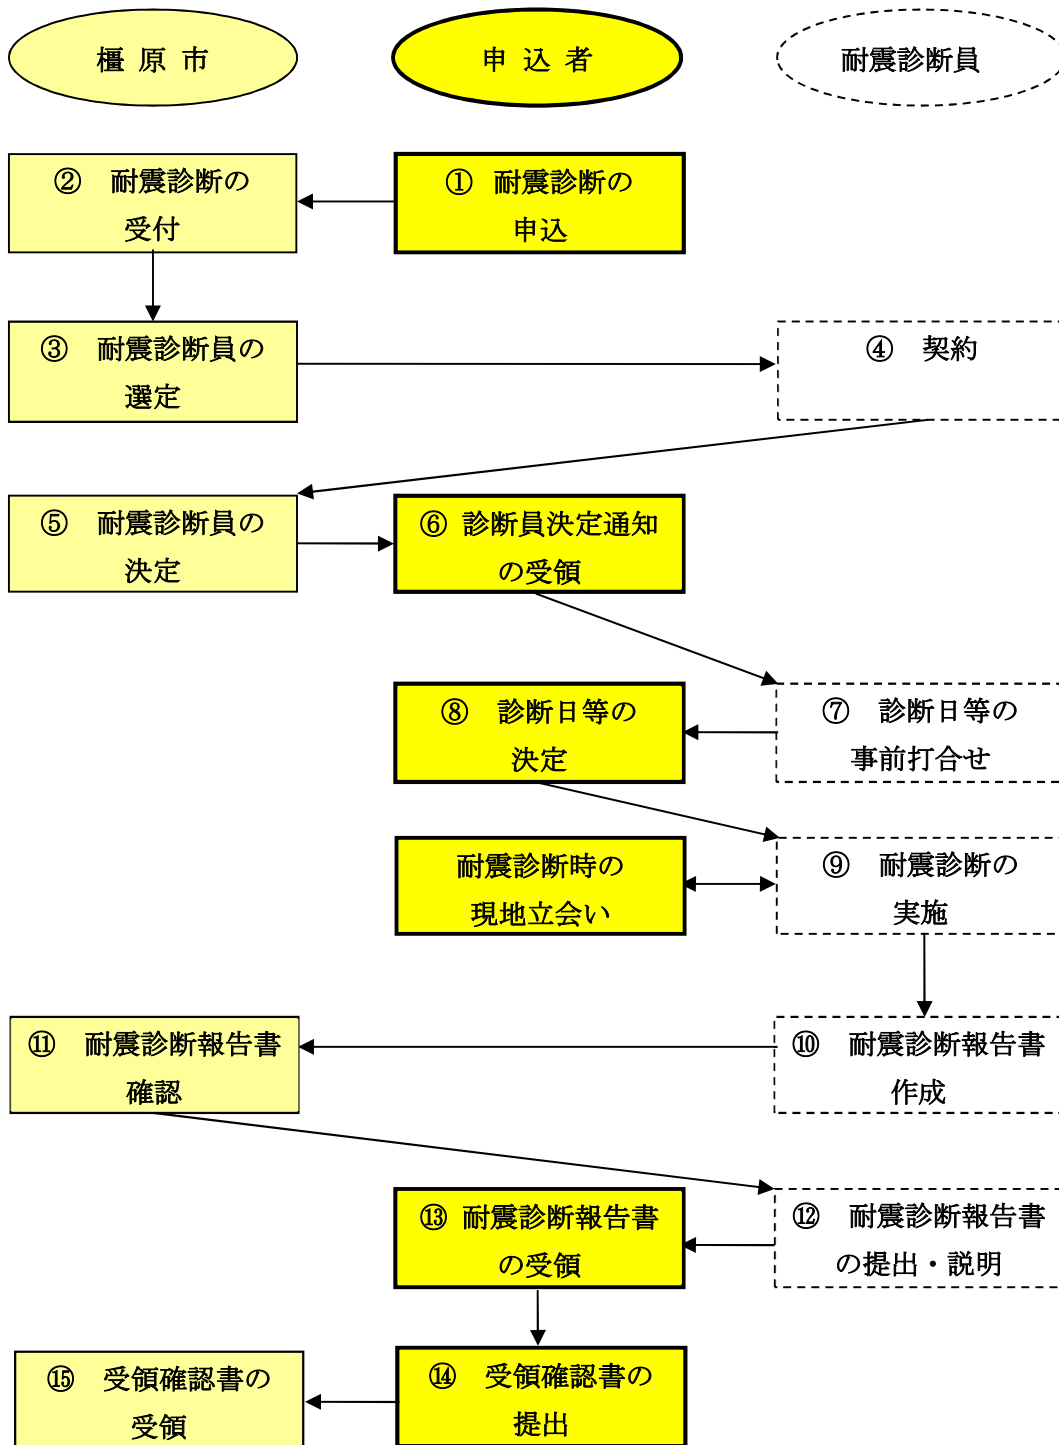 橿 原 市
申 込 者
耐震診断員
② 耐震診断の
受付
① 耐震診断の
申込
③ 耐震診断員の
選定
④ 契約
⑤ 耐震診断員の
決定
⑥ 診断員決定通知
の受領
⑧ 診断日等の
決定
⑦ 診断日等の
事前打合せ
耐震診断時の
現地立会い
⑨ 耐震診断の
実施
⑪ 耐震診断報告書
確認
⑩ 耐震診断報告書
作成
⑬ 耐震診断報告書
の受領
⑫ 耐震診断報告書
の提出・説明
⑮ 受領確認書の
受領
⑭ 受領確認書の
提出